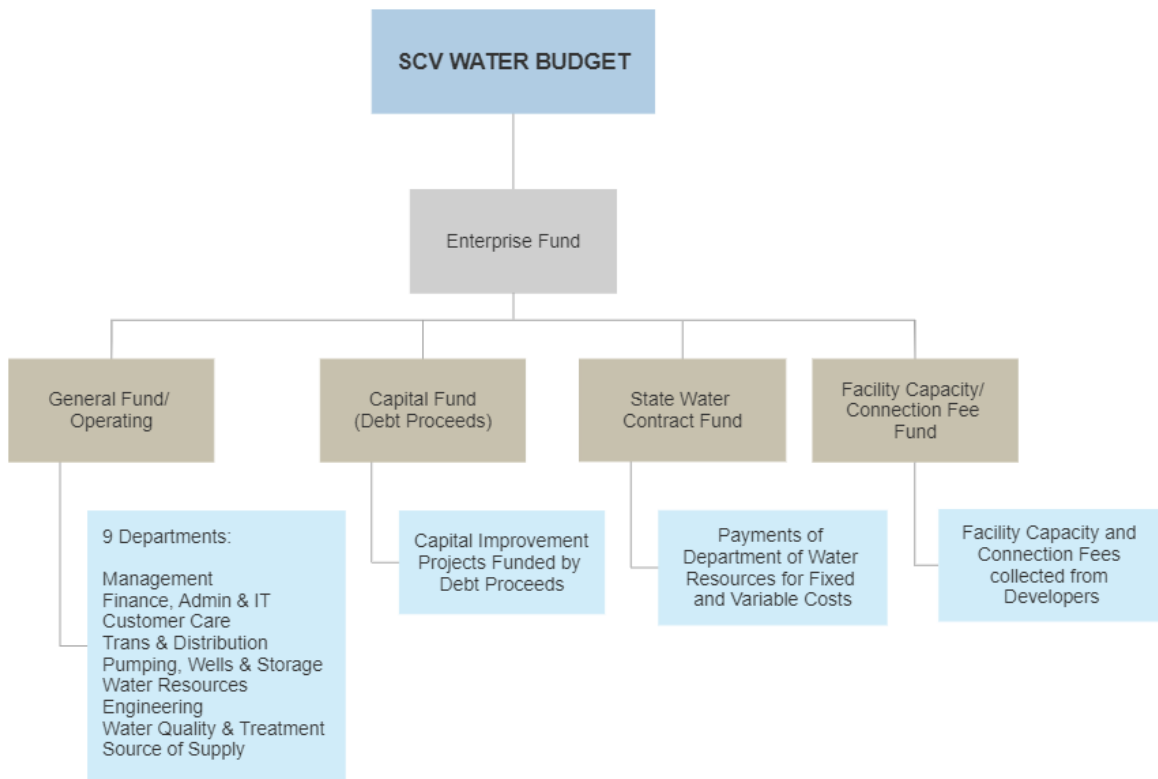 SCV WATER BUDGET
Enterprise Fund
General Fund/
Operating
Capital Fund
(Debt Proceeds)
State Water
Contract Fund
Facility Capacity/
Connection Fee
Fund
9 Departments:
Management
Finance, Admin & IT
Customer Care
Trans & Distribution
Pumping, Wells & Storage
Water Resources
Engineering
Water Quality & Treatment
Source of Supply
Capital Improvement
Projects Funded by
Debt Proceeds
Payments of
Department of Water
Resources for Fixed
and Variable Costs
Facility Capacity and
Connection Fees
collected from
Developers